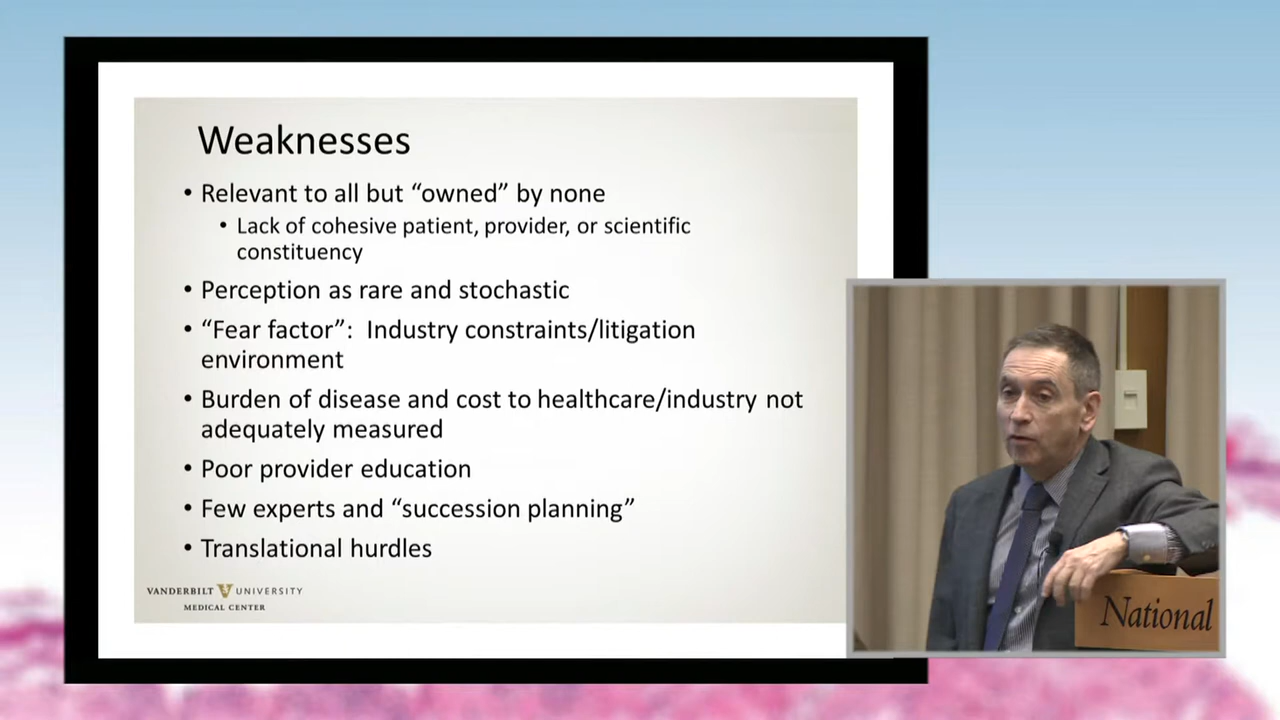 Weaknesses
• Relevant to all but “owned” by none
• Lack of cohesive patient, provider, or scientific
constituency
• Perception as rare and stochastic
• “Fear factor”: Industry constraints/litigation
environment
• Burden of disease and cost to healthcare/industry not
adequately measured
• Poor provider education
• Few experts and “succession planning”
• Translational hurdles
VANDERBILT UNIVERSITY
MEDICAL CENTER
National